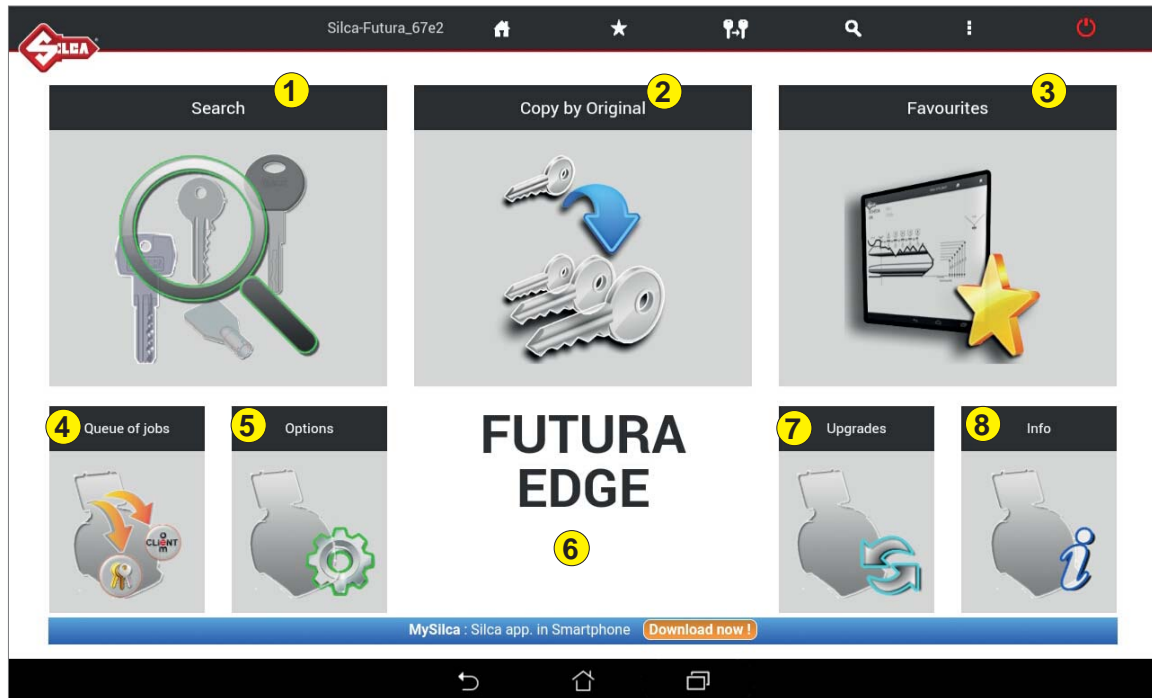 SILCA
Silca-Futura_67e2
1
Search
2
Copy by Original
3
Favourites
4
Queue of jobs
5
Options
FUTURA
EDGE
6
7
Upgrades
8
Info
CLIENT
MySilca : Silca app. in Smartphone Download now !